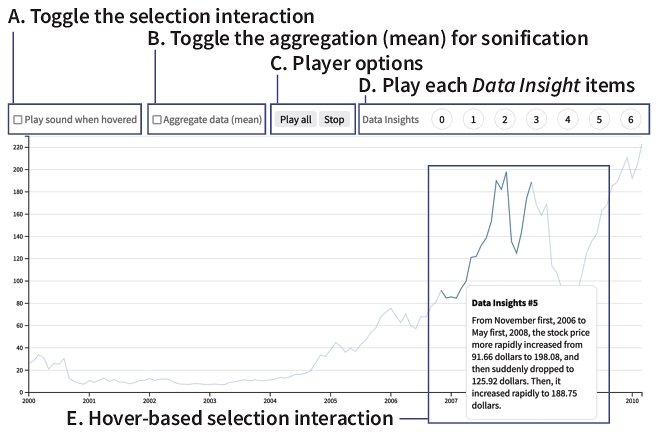 A. Toggle the selection interaction
B. Toggle the aggregation (mean) for sonification
C. Player options
D. Play each Data Insight items
Play sound when hovered
Aggregate data (mean)
Play all Stop
Data Insights 0 1 2 3 4 5 6
220
200
180
160
140
120
100
80
60
40
20
0
2000 2001 2002 2003 2004 2005 2006 2007 2010
Data Insights #5
From November first, 2006 to
May first, 2008, the stock price
more rapidly increased from
91.66 dollars to 198.08, and
then suddenly dropped to
125.92 dollars. Then, it
increased rapidly to 188.75
dollars.
E. Hover-based selection interaction